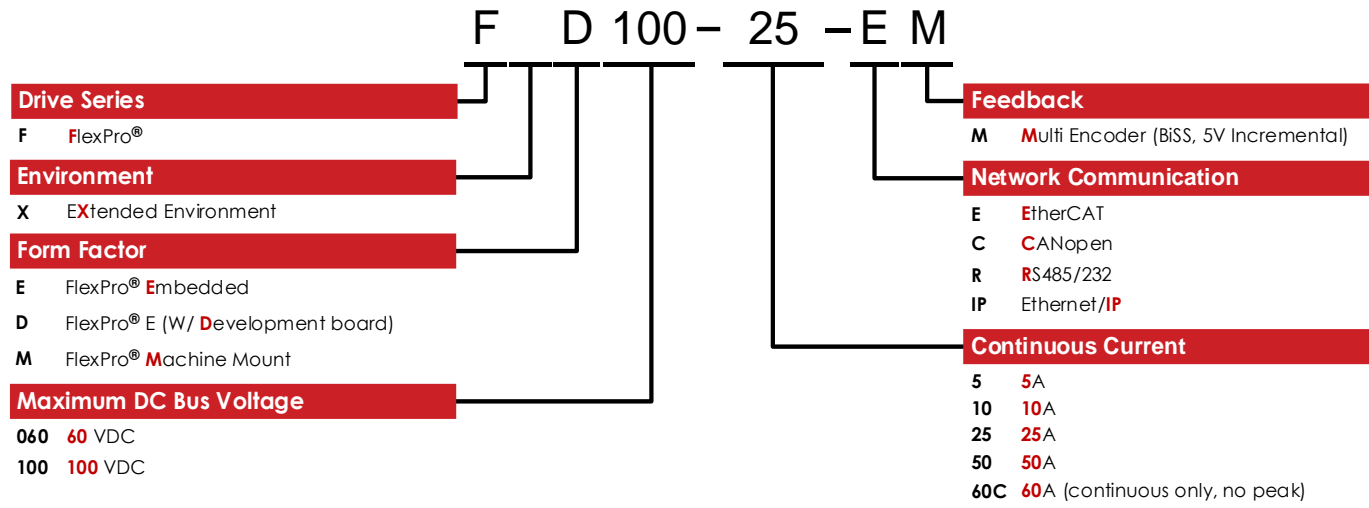 F D 100 – 25 – E M
Drive Series
F FlexPro®
Environment
X EXtended Environment
Form Factor
E FlexPro® Embedded
D FlexPro® E (W/ Development board)
M FlexPro® Machine Mount
Maximum DC Bus Voltage
060 60 VDC
100 100 VDC
Feedback
M Multi Encoder (BiSS, 5V Incremental)
Network Communication
E EtherCAT
C CANopen
R RS485/232
IP Ethernet/IP
Continuous Current
5 5A
10 10A
25 25A
50 50A
60C 60A (continuous only, no peak)